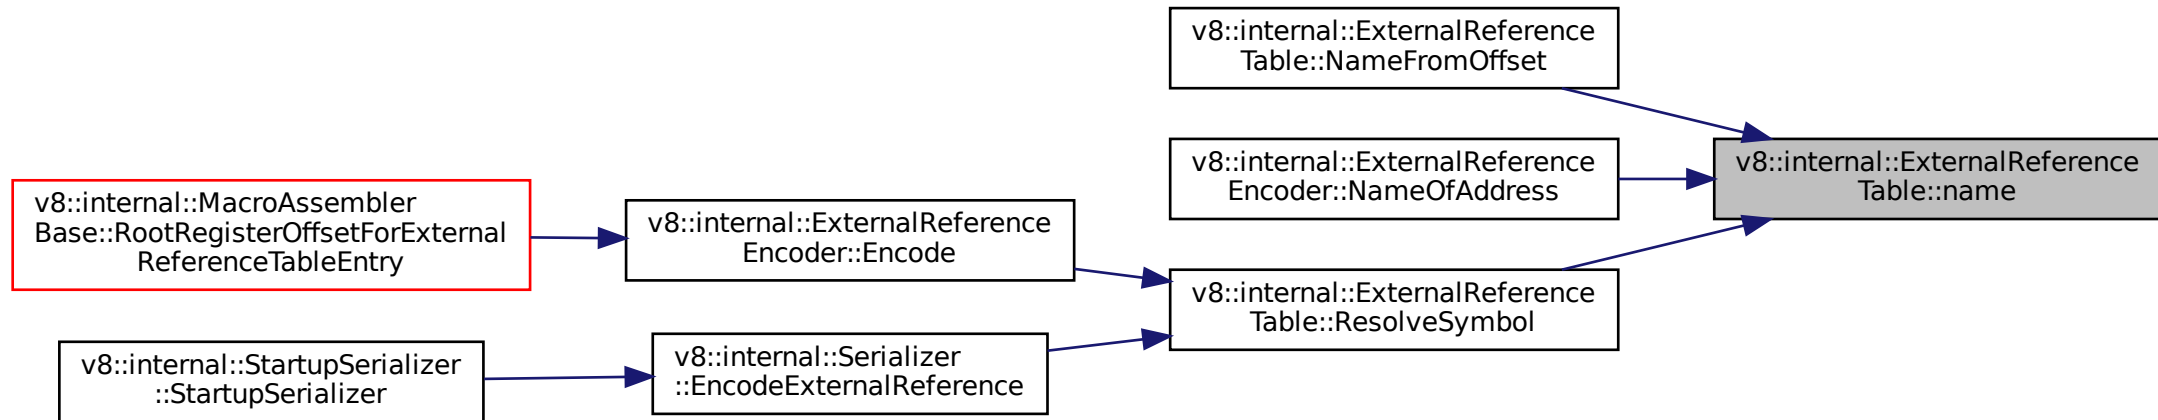 v8::internal::ExternalReference
Table::NameFromOffset
v8::internal::ExternalReference
Encoder::NameOfAddress
v8::internal::ExternalReference
Table::name
v8::internal::MacroAssembler
Base::RootRegisterOffsetForExternal
ReferenceTableEntry
v8::internal::ExternalReference
Encoder::Encode
v8::internal::ExternalReference
Table::ResolveSymbol
v8::internal::StartupSerializer
::StartupSerializer
v8::internal::Serializer
::EncodeExternalReference